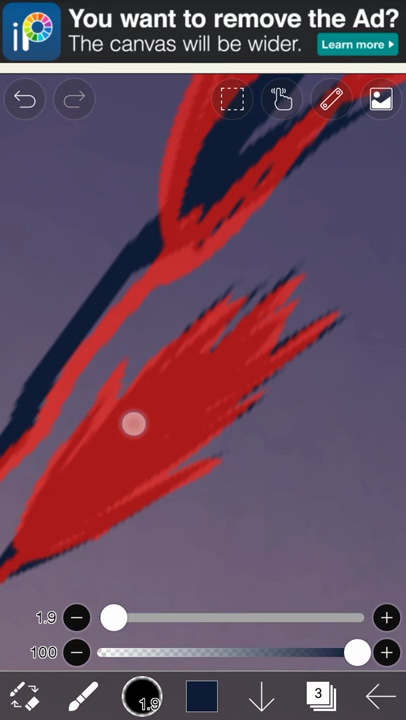 iP
You want to remove the Ad?
The canvas will be wider.
Learn more
1.9
100
1.9
3